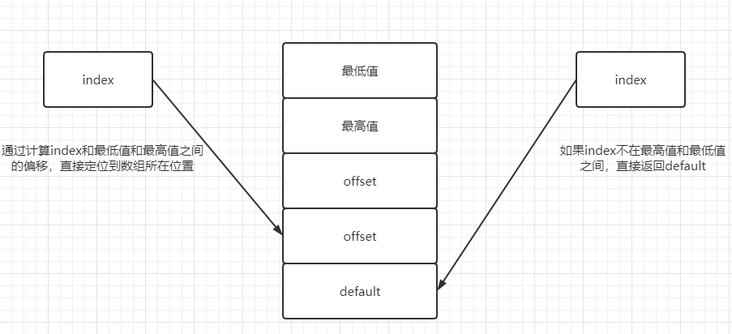 index
通过计算index和最低值和最高值之间
的偏移，直接定位到数组所在位置
最低值
最高值
offset
offset
default
index
如果index不在最高值和最低值
之间，直接返回default